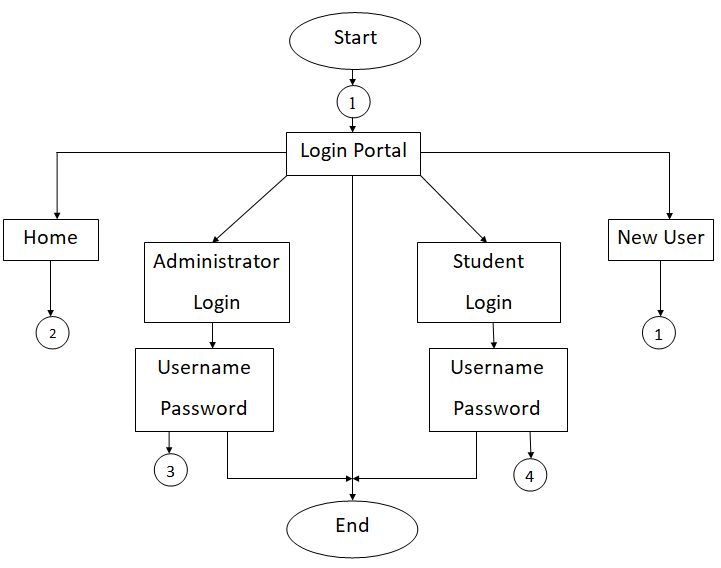 Start
1
Login Portal
Home
New User
Administrator
Login
Student
Login
2
1
Username
Password
Username
Password
3
4
End